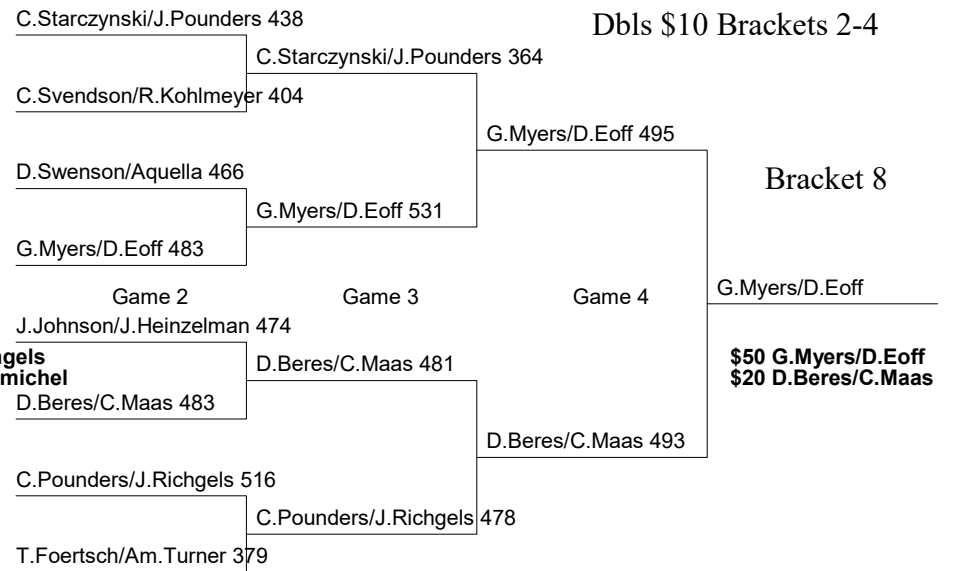 C.Starczynski/J.Pounders 438
Dbls $10 Brackets 2-4
C.Starczynski/J.Pounders 364
C.Svendson/R.Kohlmeyer 404
G.Myers/D.Eoff 495
D.Swenson/Aquella 466
Bracket 8
G.Myers/D.Eoff 531
G.Myers/D.Eoff 483
Game 2
Game 3
Game 4
G.Myers/D.Eoff
J.Johnson/J.Heinzelman 474
D.Beres/C.Maas 481
$50 G.Myers/D.Eoff
$20 D.Beres/C.Maas
D.Beres/C.Maas 483
D.Beres/C.Maas 493
C.Pounders/J.Richgels 516
C.Pounders/J.Richgels 478
T.Foertsch/Am.Turner 379